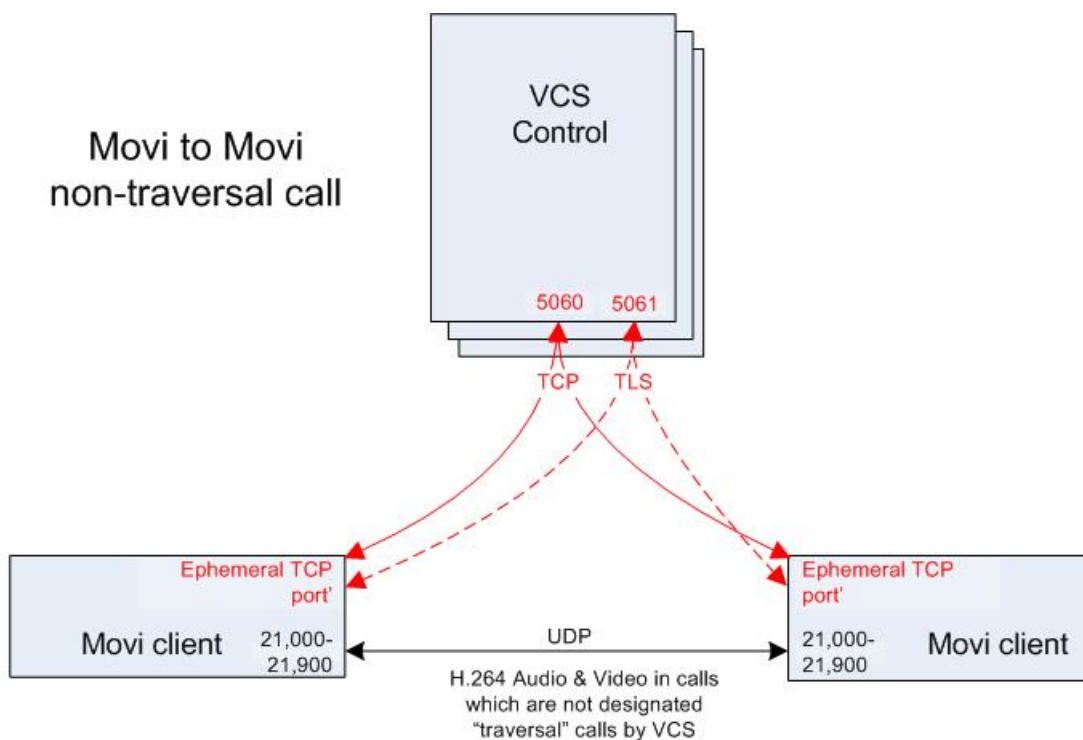 VCS
Control
Movi to Movi
non-traversal call
5060
5061
TCP
TLS
Ephemeral TCP
port'
Movi client
21,000-
21,900
UDP
H.264 Audio & Video in calls
which are not designated
“traversal” calls by VCS
Ephemeral TCP
port'
21,000-
21,900
Movi client